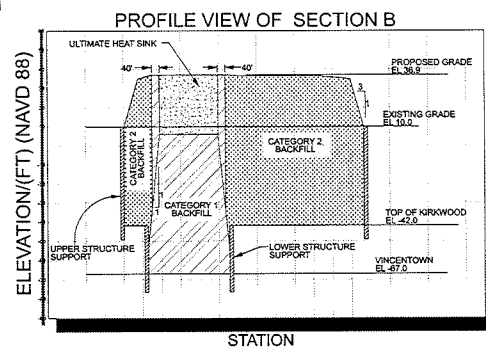 PROFILE VIEW OF SECTION B
ULTIMATE HEAT SINK
40'
40'
PROPOSED GRADE
EL 36.9
3
1
EXISTING GRADE
EL 10.0
CATEGORY 2
BACKFILL
CATEGORY 2
BACKFILL
CATEGORY 1
BACKFILL
1
TOP OF KIRKWOOD
EL -42.0
UPPER STRUCTURE
SUPPORT
LOWER STRUCTURE
SUPPORT
VINCENTOWN
EL -67.0
ELEVATION/(FT) (NAVD 88)
STATION